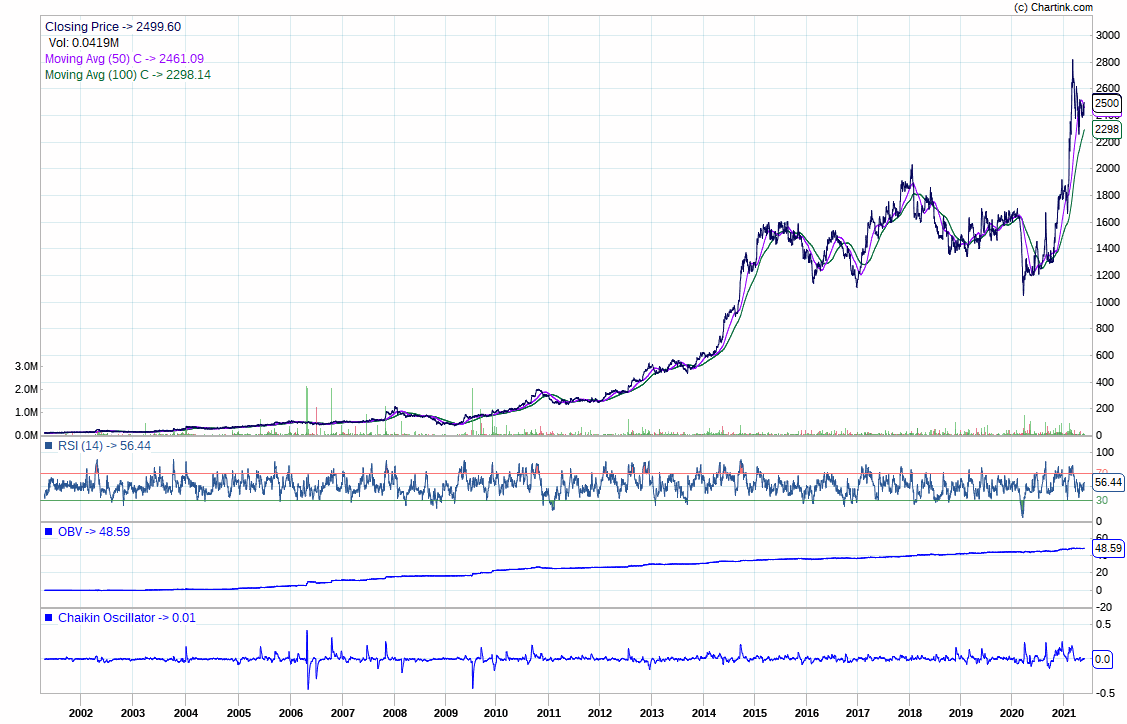 (c) Chartink.com
Closing Price -> 2499.60
Vol: 0.0419M
Moving Avg (50) C -> 2461.09
Moving Avg (100) C -> 2298.14
3000
2800
2600
2500
2298
2200
2000
1800
1600
1400
1200
1000
800
600
400
200
0
3.0M
2.0M
1.0M
0.0M
RSI (14) -> 56.44
100
70
56.44
30
0
OBV -> 48.59
60
48.59
20
0
-20
Chaikin Oscillator -> 0.01
0.5
0.0
-0.5
2002 2003 2004 2005 2006 2007 2008 2009 2010 2011 2012 2013 2014 2015 2016 2017 2018 2019 2020 2021